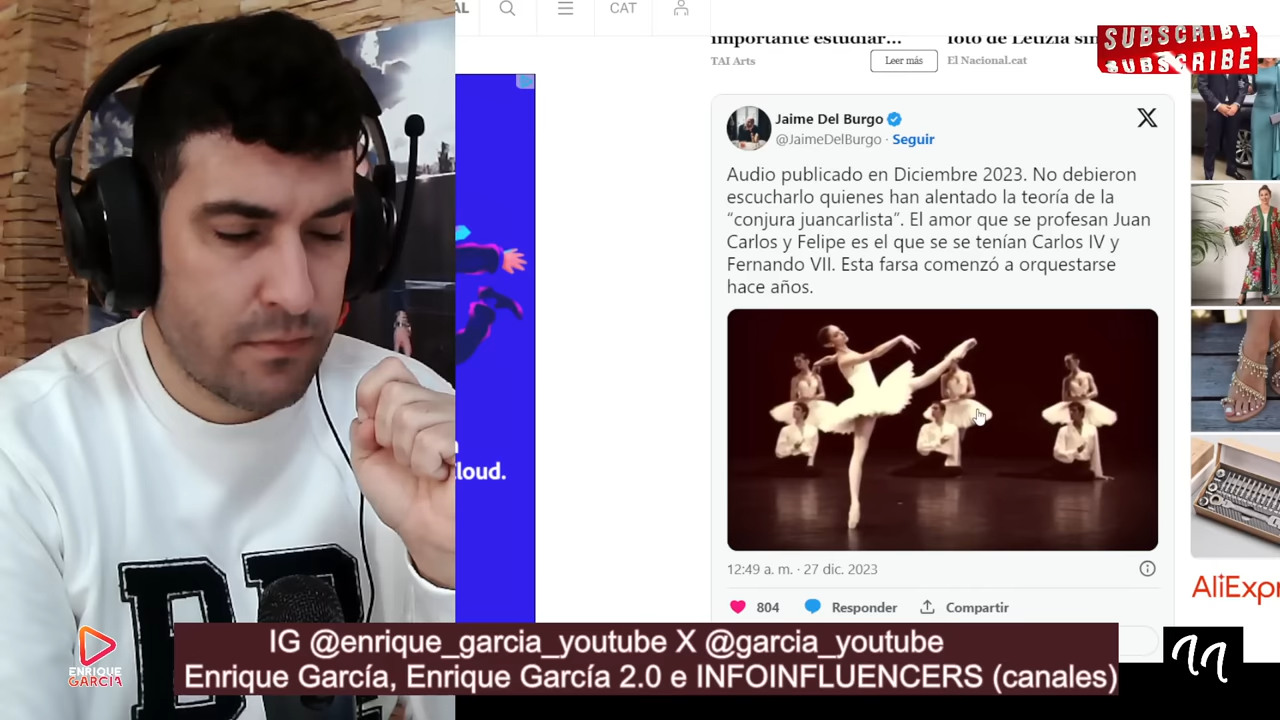 AL
CAT
importante estudiar...
TAI Arts
Leer más
foto de Letizia sin
El Nacional.cat
SUBSCRIBE
SUBSCRIBE
Jaime Del Burgo
@JaimeDelBurgo · Seguir
Audio publicado en Diciembre 2023. No debieron
escucharlo quienes han alentado la teoría de la
“conjura juancarlista”. El amor que se profesan Juan
Carlos y Felipe es el que se se tenían Carlos IV y
Fernando VII. Esta farsa comenzó a orquestarse
hace años.
loud.
12:49 a. m. · 27 dic. 2023
804
Responder
Compartir
AliExpr
IG @enrique_garcia_youtube X @garcia_youtube
Enrique García, Enrique García 2.0 e INFOINFLUENCERS (canales)
ENRIQUE
GARCÍA